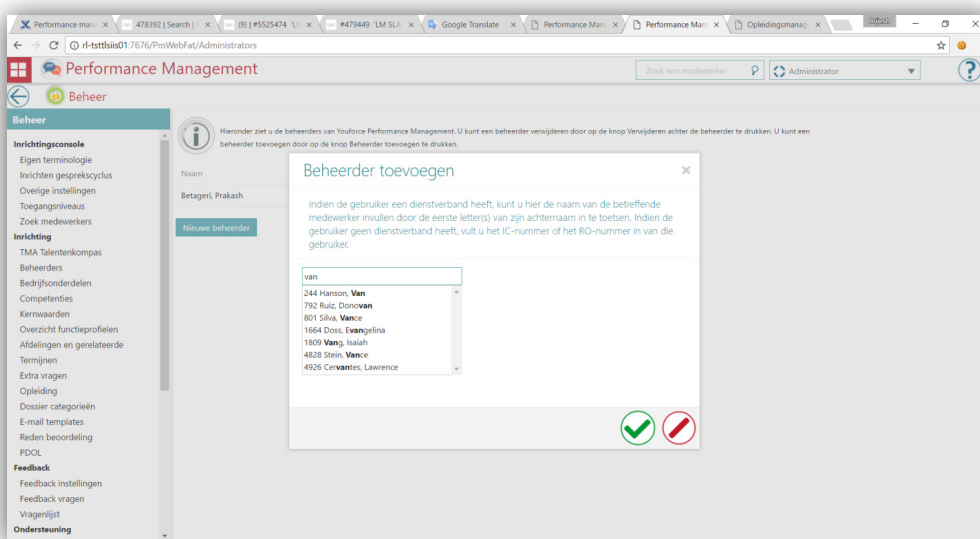 Performance mana
478392 | Search |
(9) | #5525474 'L
#479449 'LM SLA
Google Translate
Performance Man
Performance Man
Opleidingsmanag
Brijesh
rl-tsttlsiis01:7676/PmWebFat/Administrators
Performance Management
Zoek een medewerker
Administrator
Beheer
Beheer
Inrichtingsconsole
Eigen terminologie
Inrichten gesprekscyclus
Overige instellingen
Toegangsniveaus
Zoek medewerkers
Inrichting
TMA Talentenkompas
Beheerders
Bedrijfsonderdelen
Competenties
Kernwaarden
Overzicht functieprofielen
Afdelingen en gerelateerde
Termijnen
Extra vragen
Opleiding
Dossier categorieën
E-mail templates
Reden beoordeling
PDOL
Feedback
Feedback instellingen
Feedback vragen
Vragenlijst
Ondersteuning
Hieronder ziet u de beheerders van Youforce Performance Management. U kunt een beheerder verwijderen door op de knop Verwijderen achter de beheerder te drukken. U kunt een
beheerder toevoegen door op de knop Beheerder toevoegen te drukken.
Naam
Betageri, Prakash
Nieuwe beheerder
Beheerder toevoegen
Indien de gebruiker een dienstverband heeft, kunt u hier de naam van de betreffende
medewerker invullen door de eerste letter(s) van zijn achternaam in te toetsen. Indien de
gebruiker geen dienstverband heeft, vult u het IC-nummer of het RO-nummer in van die
gebruiker.
van
244 Hanson, Van
792 Ruiz, Donovan
801 Silva, Vance
1664 Doss, Evangelina
1809 Vang, Isaiah
4828 Stein, Vance
4926 Cervantes, Lawrence